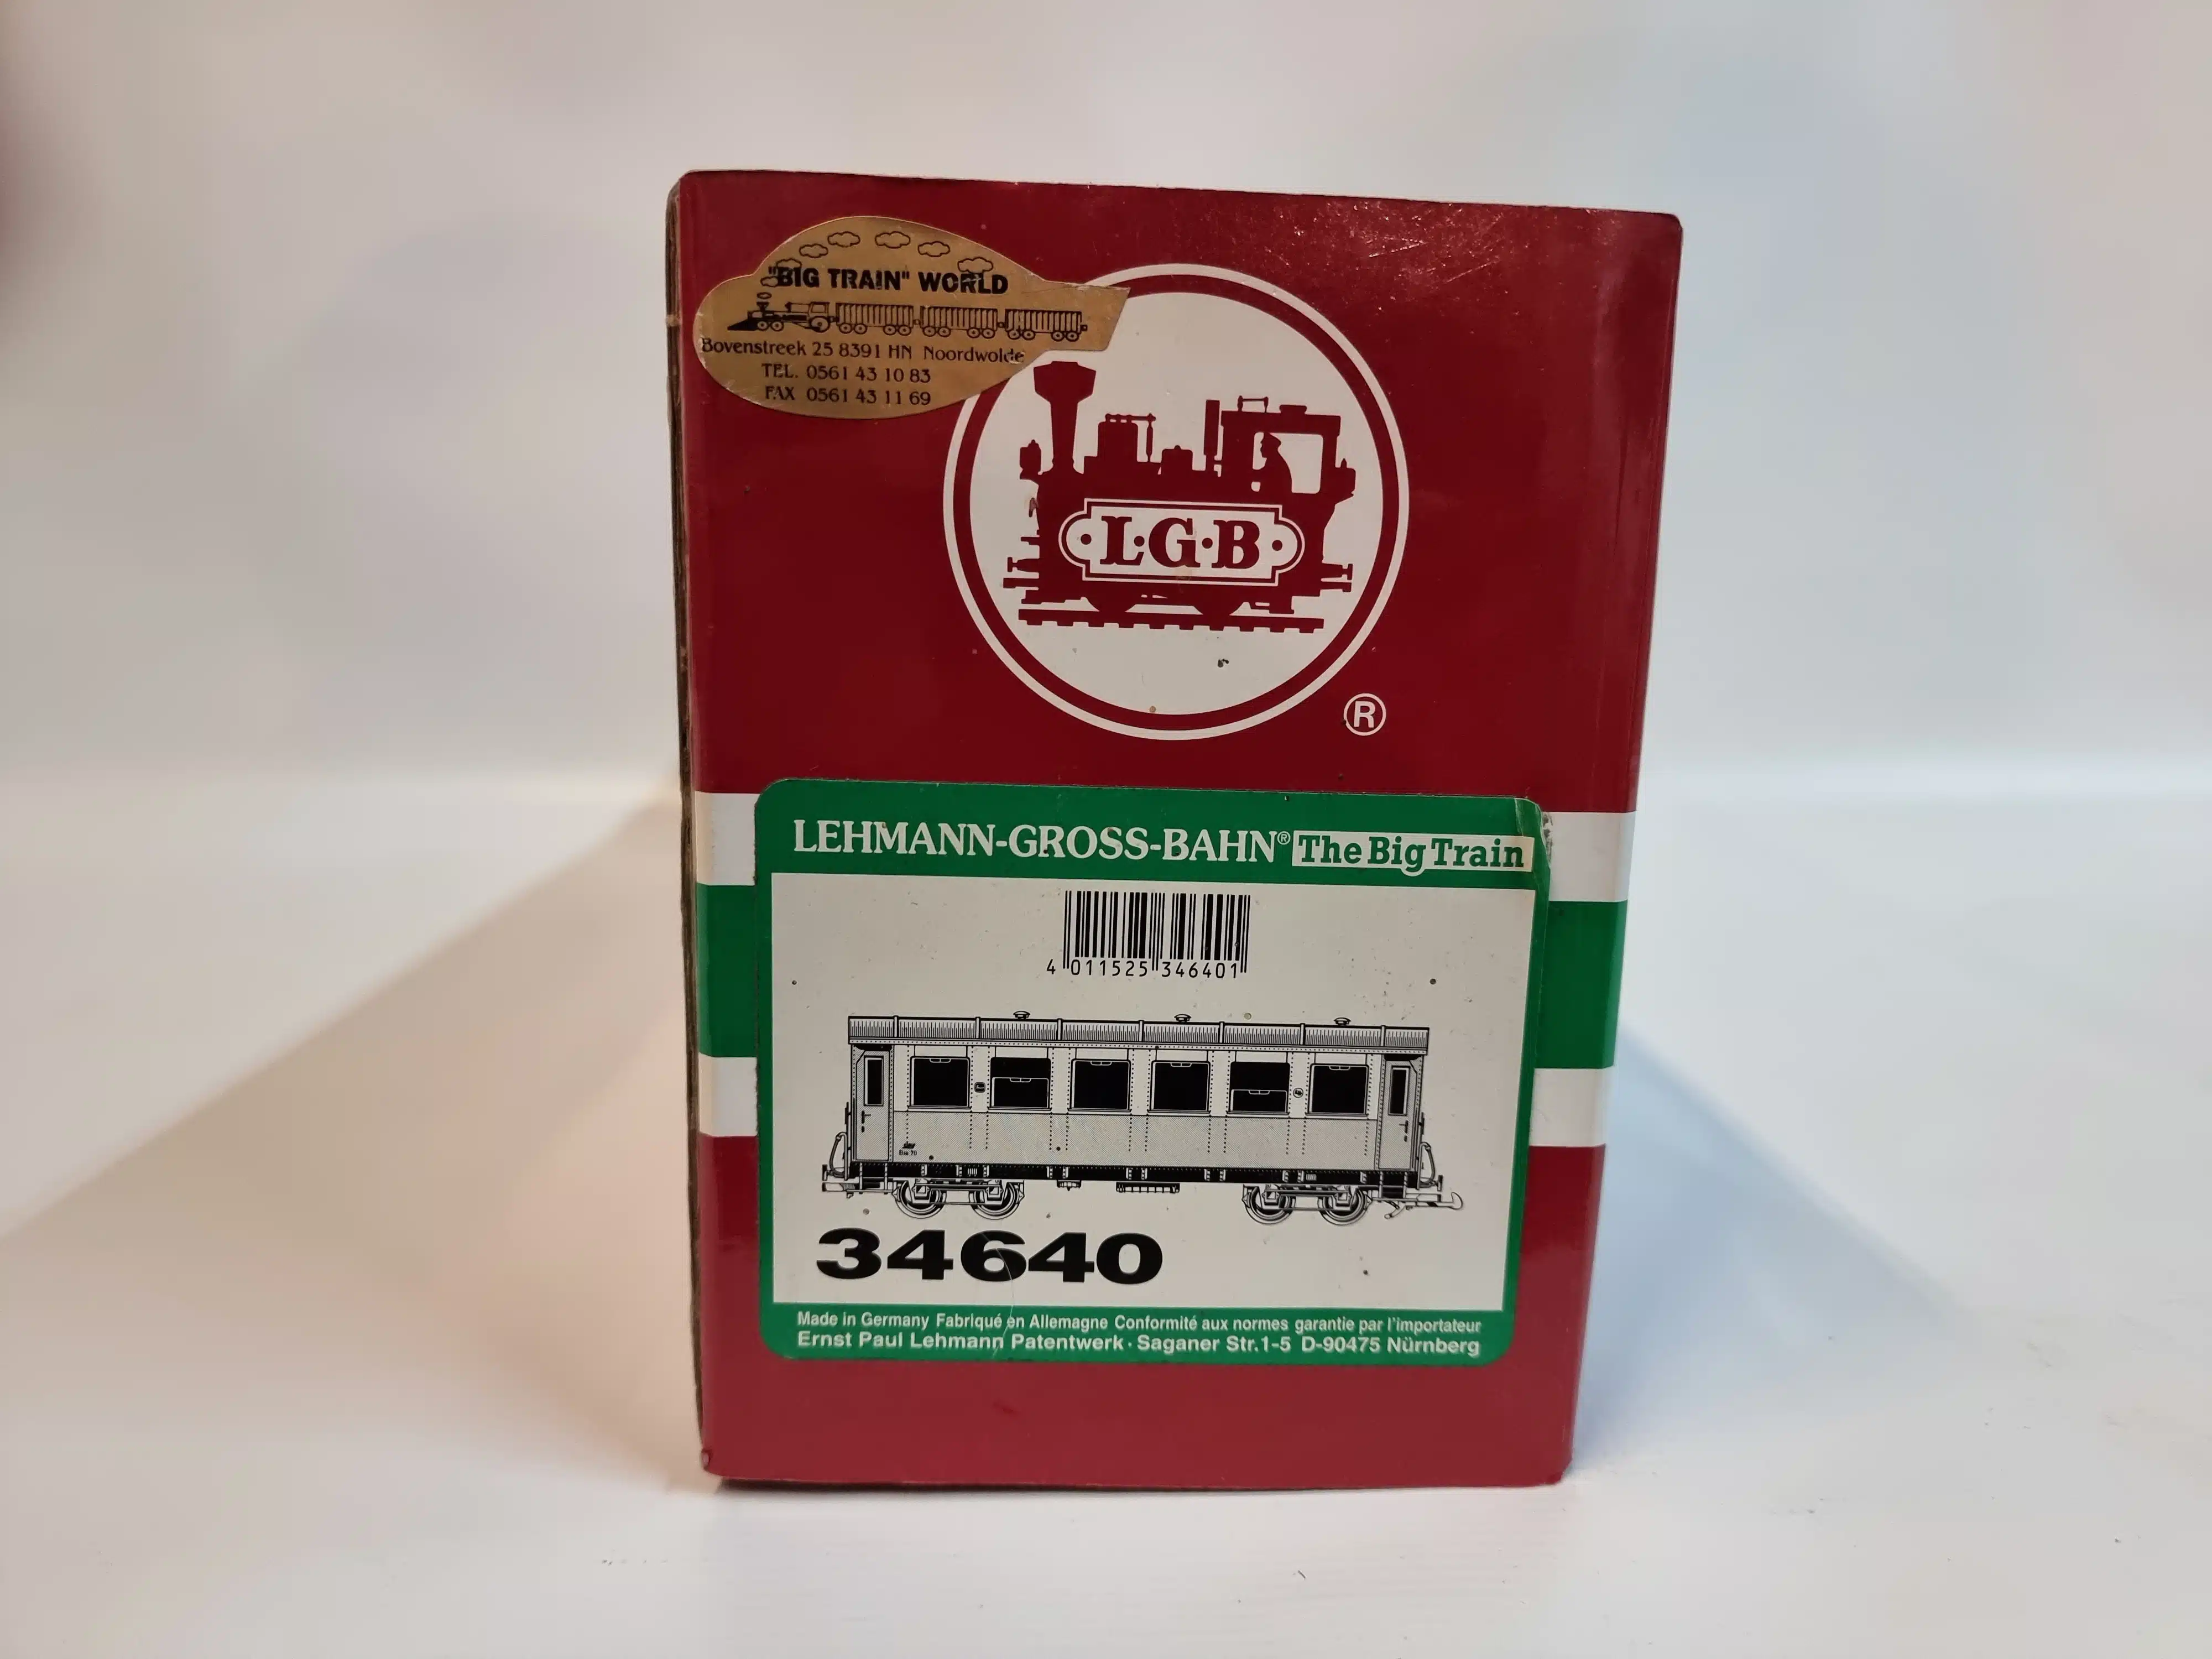 "BIG TRAIN" WORLD
Bovenstreek 25 8391 HN Noordwolde
TEL. 0561 43 10 83
FAX 0561 43 11 69
L·G·B
®
LEHMANN-GROSS-BAHN® The Big Train
4 011525 346401
34640
Made in Germany Fabriqué en Allemagne Conformité aux normes garantie par l'importateur
Ernst Paul Lehmann Patentwerk · Saganer Str. 1-5 D-90475 Nürnberg